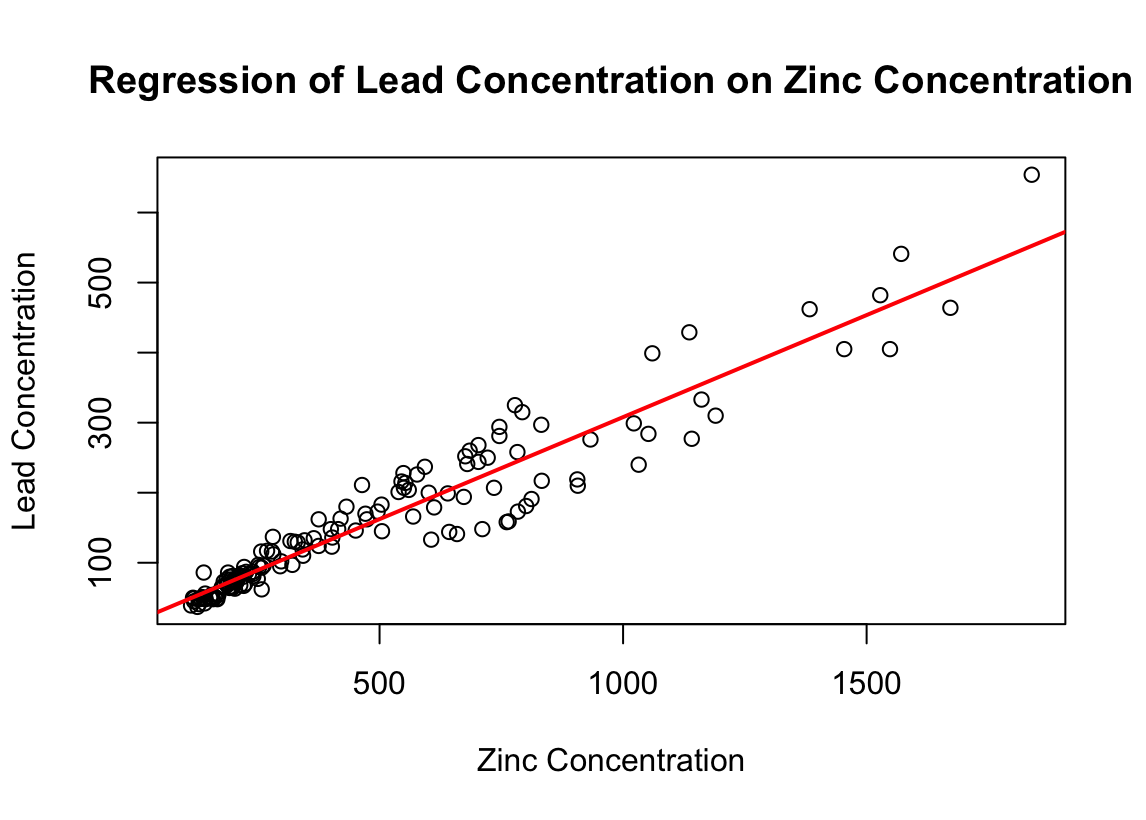 Regression of Lead Concentration on Zinc Concentration
Lead Concentration
500
300
100
500 1000 1500
Zinc Concentration